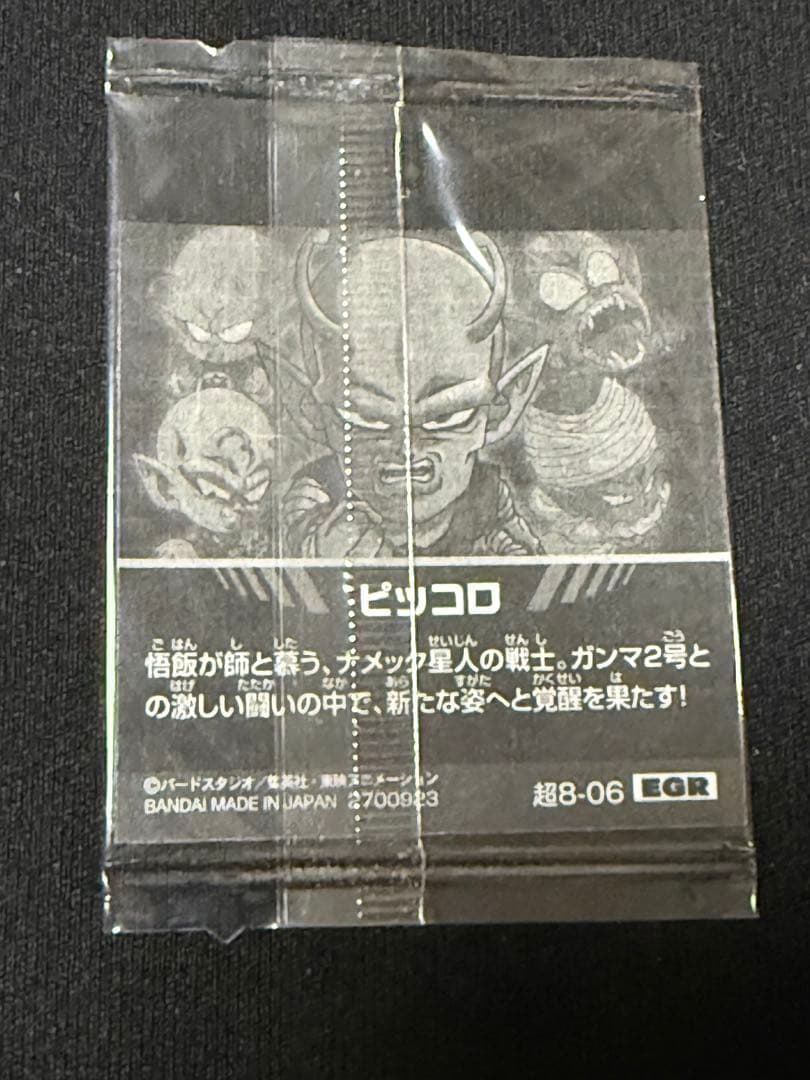 ピッコロ
悟飯が師と慕う、ナメック星人の戦士。ガンマ2号と
の激しい闘いの中で、新たな姿へと覚醒を果たす!
©バードスタジオ/集英社・東映アニメーション
BANDAI MADE IN JAPAN 2700923
超8-06 EGR